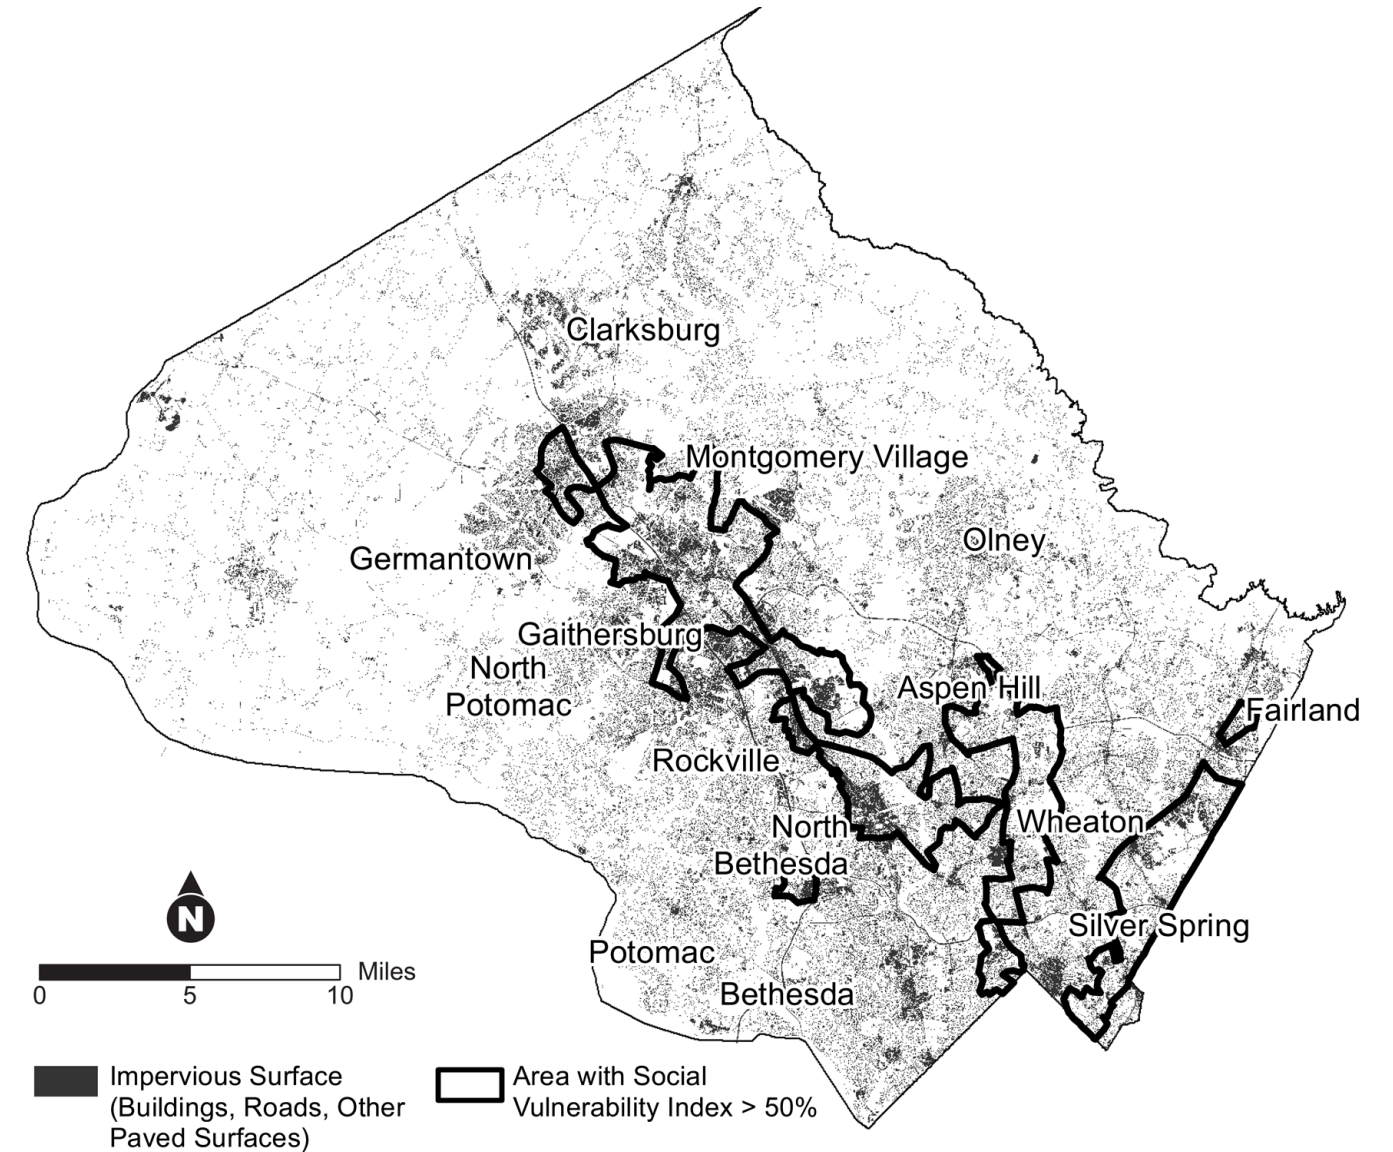 Clarksburg
Montgomery Village
Olney
Germantown
Gaithersburg
North
Potomac
Aspen Hill
Fairland
Rockville
North
Bethesda
Wheaton
Silver Spring
Potomac
Bethesda
N
Miles
0 5 10
Impervious Surface
(Buildings, Roads, Other
Paved Surfaces)
Area with Social
Vulnerability Index > 50%